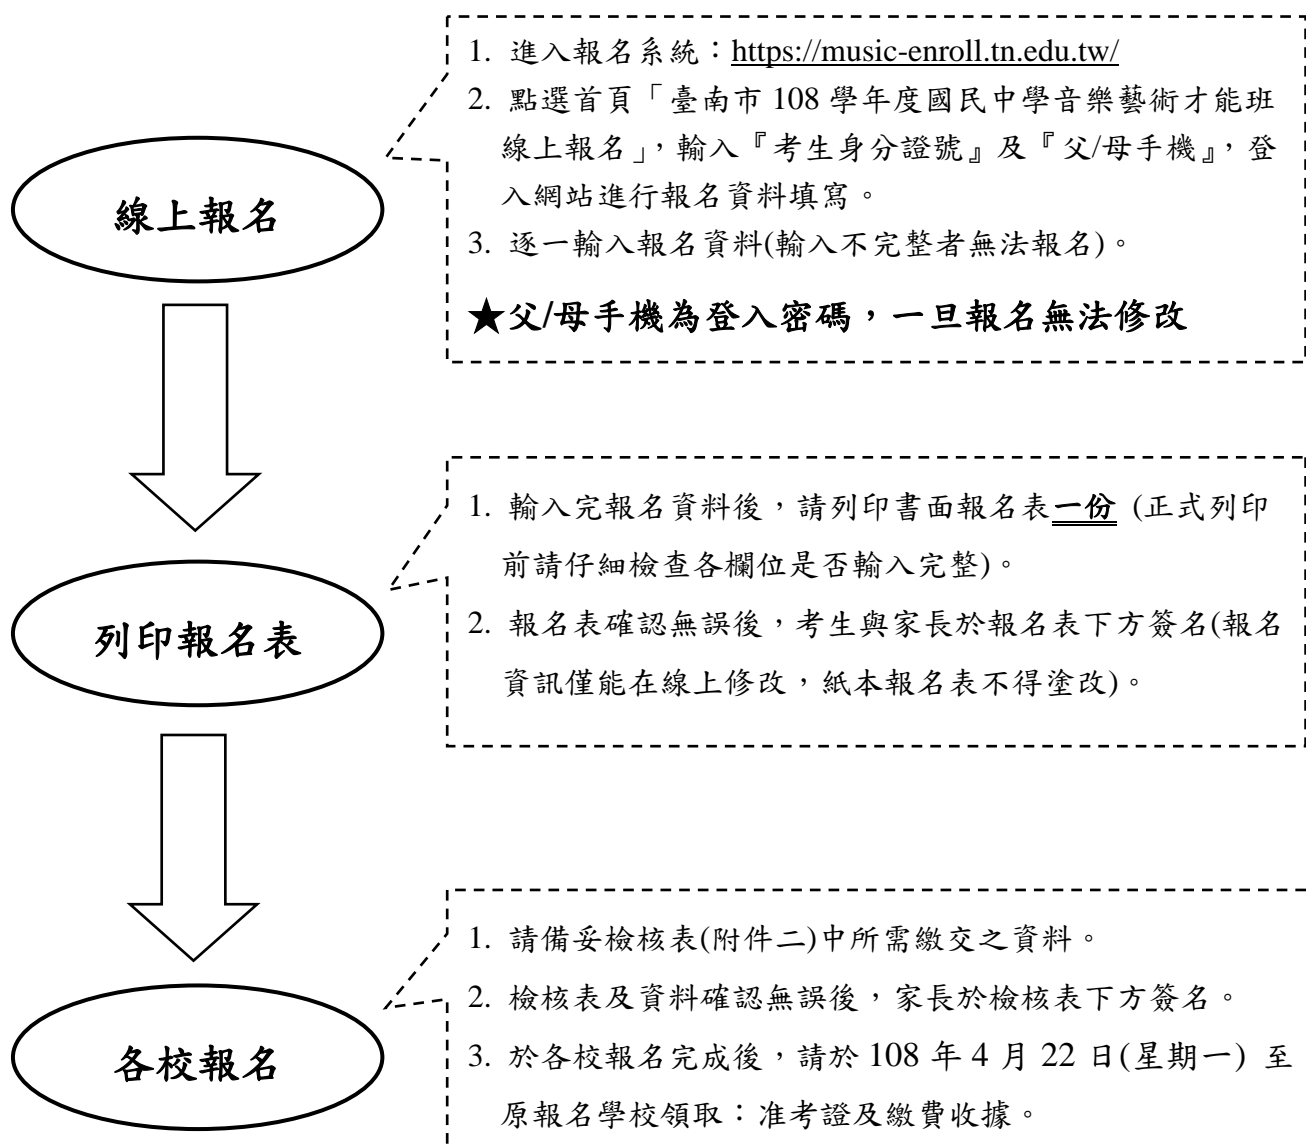 線上報名
1. 進入報名系統：https://music-enroll.tn.edu.tw/
2. 點選首頁「臺南市 108 學年度國民中學音樂藝術才能班
線上報名」，輸入『考生身分證號』及『父/母手機』，登
入網站進行報名資料填寫。
3. 逐一輸入報名資料(輸入不完整者無法報名)。
★父/母手機為登入密碼，一旦報名無法修改
列印報名表
1. 輸入完報名資料後，請列印書面報名表一份 (正式列印
前請仔細檢查各欄位是否輸入完整)。
2. 報名表確認無誤後，考生與家長於報名表下方簽名(報名
資訊僅能在線上修改，紙本報名表不得塗改)。
各校報名
1. 請備妥檢核表(附件二)中所需繳交之資料。
2. 檢核表及資料確認無誤後，家長於檢核表下方簽名。
3. 於各校報名完成後，請於 108 年 4 月 22 日(星期一) 至
原報名學校領取：准考證及繳費收據。